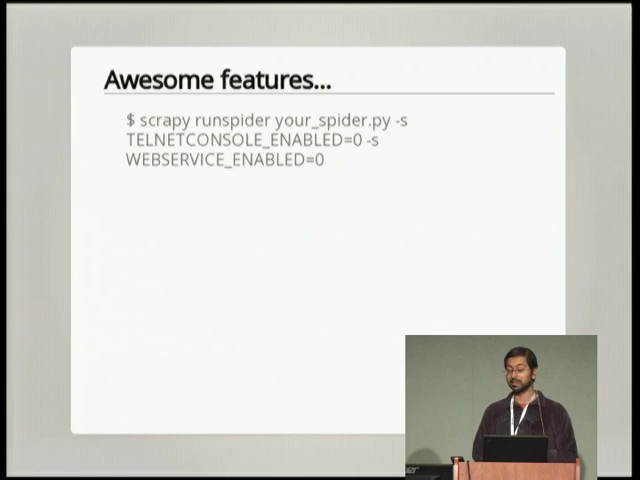 Awesome features...
$ scrapy runspider your_spider.py -s
TELNETCONSOLE_ENABLED=0 -s
WEBSERVICE_ENABLED=0